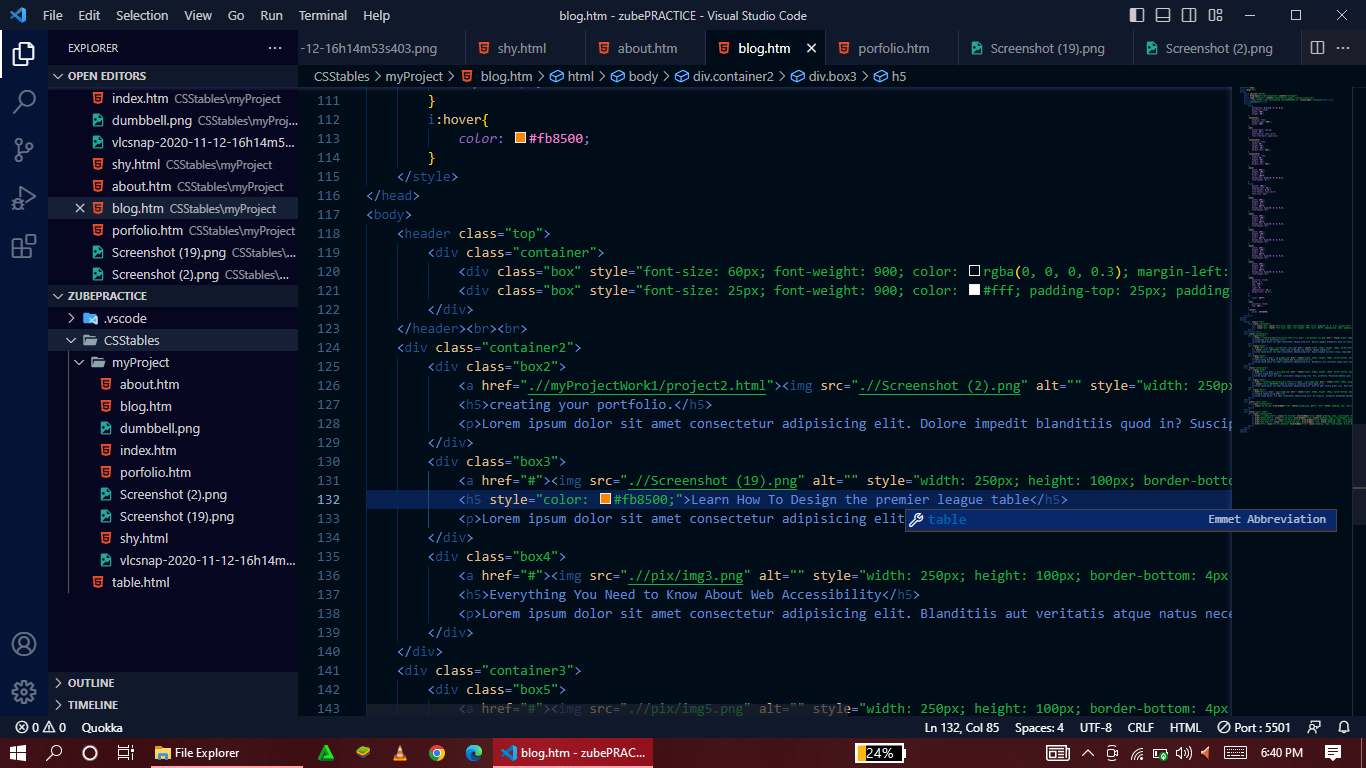 File Edit Selection View Go Run Terminal Help blog.htm - zubePRACTICE - Visual Studio Code
EXPLORER
-12-16h14m53s403.png shy.html about.htm blog.htm porfolio.htm Screenshot (19).png Screenshot (2).png
OPEN EDITORS
index.htm CSStables\myProject
dumbbell.png CSStables\myProj...
vlcsnap-2020-11-12-16h14m5...
shy.html CSStables\myProject
about.htm CSStables\myProject
blog.htm CSStables\myProject
porfolio.htm CSStables\myProject
Screenshot (19).png CSStables\...
Screenshot (2).png CSStables\...
ZUBEPRACTICE
.vscode
CSStables
myProject
about.htm
blog.htm
dumbbell.png
index.htm
porfolio.htm
Screenshot (2).png
Screenshot (19).png
shy.html
vlcsnap-2020-11-12-16h14m...
table.html
OUTLINE
TIMELINE
CSStables > myProject > blog.htm > html > body > div.container2 > div.box3 > h5
111 }
112 i:hover{
113 color: #fb8500;
114 }
115 </style>
116 </head>
117 <body>
118 <header class="top">
119 <div class="container">
120 <div class="box" style="font-size: 60px; font-weight: 900; color: rgba(0, 0, 0, 0.3); margin-left:
121 <div class="box" style="font-size: 25px; font-weight: 900; color: #fff; padding-top: 25px; padding-
122 </div>
123 </header><br><br>
124 <div class="container2">
125 <div class="box2">
126 <a href=".//myProjectWork1/project2.html"><img src=".//Screenshot (2).png" alt="" style="width: 250px
127 <h5>creating your portfolio.</h5>
128 <p>Lorem ipsum dolor sit amet consectetur adipisicing elit. Dolore impedit blanditiis quod in? Suscip
129 </div>
130 <div class="box3">
131 <a href="#"><img src=".//Screenshot (19).png" alt="" style="width: 250px; height: 100px; border-botto
132 <h5 style="color: #fb8500;">Learn How To Design the premier league table</h5>
133 <p>Lorem ipsum dolor sit amet consectetur adipisicing elit
table Emmet Abbreviation
134 </div>
135 <div class="box4">
136 <a href="#"><img src=".//pix/img3.png" alt="" style="width: 250px; height: 100px; border-bottom: 4px
137 <h5>Everything You Need to Know About Web Accessibility</h5>
138 <p>Lorem ipsum dolor sit amet consectetur adipisicing elit. Blanditiis aut veritatis atque natus nece
139 </div>
140 </div>
141 <div class="container3">
142 <div class="box5">
143 <a href="#"><img src=".//pix/img5.png" alt="" style="width: 250px; height: 100px; border-bottom: 4px
0 0 Quokka Ln 132, Col 85 Spaces: 4 UTF-8 CRLF HTML Port : 5501
File Explorer blog.htm - zubePRAC... 24% 6:40 PM